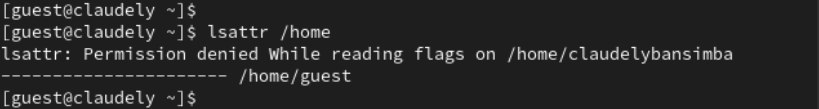 [guest@claudely ~]$
[guest@claudely ~]$ lsattr /home
lsattr: Permission denied While reading flags on /home/claudelybansimba
---------------------- /home/guest
[guest@claudely ~]$